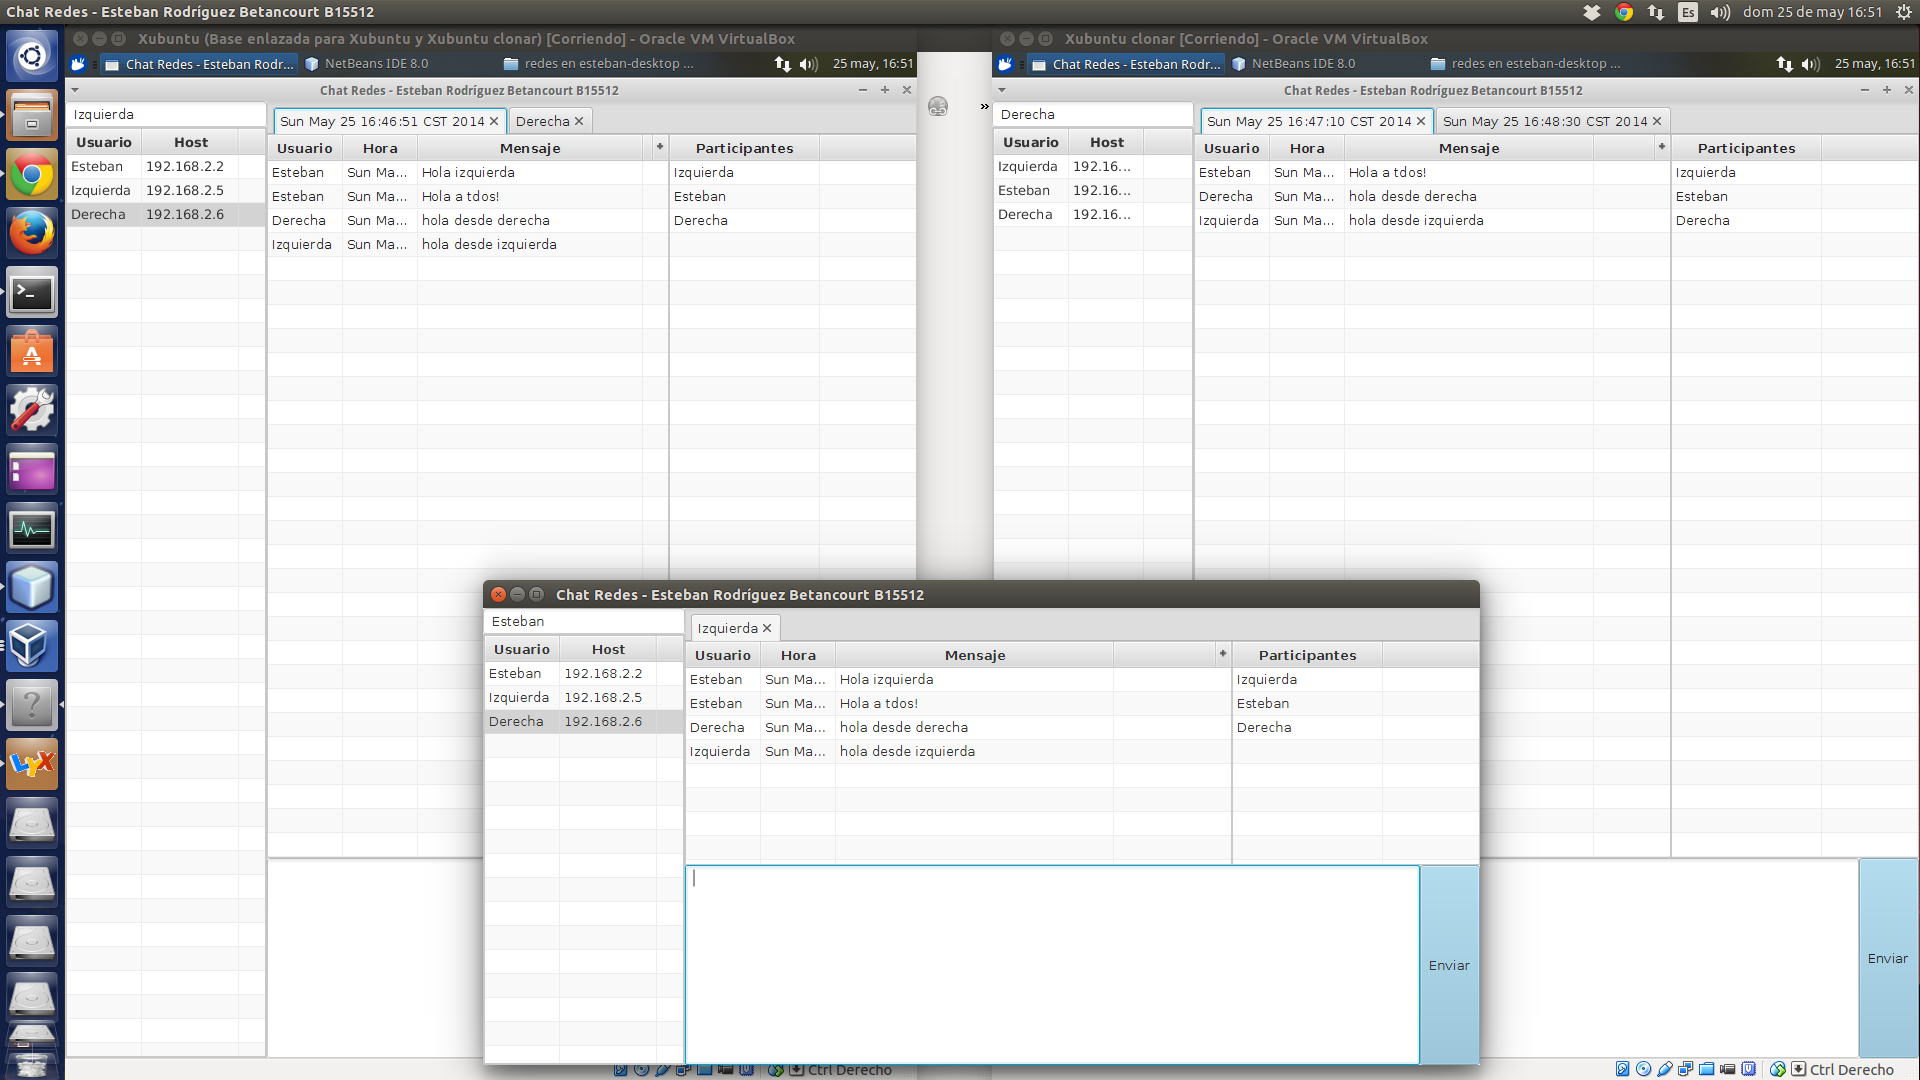 Chat Redes - Esteban Rodríguez Betancourt B15512
Es
dom 25 de may 16:51
Xubuntu (Base enlazada para Xubuntu y Xubuntu clonar) [Corriendo] - Oracle VM VirtualBox
Chat Redes - Esteban Rodr...
NetBeans IDE 8.0
redes en esteban-desktop ...
25 may, 16:51
Chat Redes - Esteban Rodríguez Betancourt B15512
Izquierda
Usuario Host
Esteban 192.168.2.2
Izquierda 192.168.2.5
Derecha 192.168.2.6
Sun May 25 16:46:51 CST 2014
Derecha
Usuario Hora Mensaje + Participantes
Esteban Sun Ma... Hola izquierda Izquierda
Esteban Sun Ma... Hola a tdos! Esteban
Derecha Sun Ma... hola desde derecha Derecha
Izquierda Sun Ma... hola desde izquierda
»
Xubuntu clonar [Corriendo] - Oracle VM VirtualBox
Chat Redes - Esteban Rodr...
NetBeans IDE 8.0
redes en esteban-desktop ...
25 may, 16:51
Chat Redes - Esteban Rodríguez Betancourt B15512
Derecha
Usuario Host
Izquierda 192.16...
Esteban 192.16...
Derecha 192.16...
Sun May 25 16:47:10 CST 2014
Sun May 25 16:48:30 CST 2014
Usuario Hora Mensaje + Participantes
Esteban Sun Ma... Hola a tdos! Izquierda
Derecha Sun Ma... hola desde derecha Esteban
Izquierda Sun Ma... hola desde izquierda Derecha
Enviar
Chat Redes - Esteban Rodríguez Betancourt B15512
Esteban
Usuario Host
Esteban 192.168.2.2
Izquierda 192.168.2.5
Derecha 192.168.2.6
Izquierda
Usuario Hora Mensaje + Participantes
Esteban Sun Ma... Hola izquierda Izquierda
Esteban Sun Ma... Hola a tdos! Esteban
Derecha Sun Ma... hola desde derecha Derecha
Izquierda Sun Ma... hola desde izquierda
Enviar
Ctrl Derecho
Ctrl Derecho
LyX